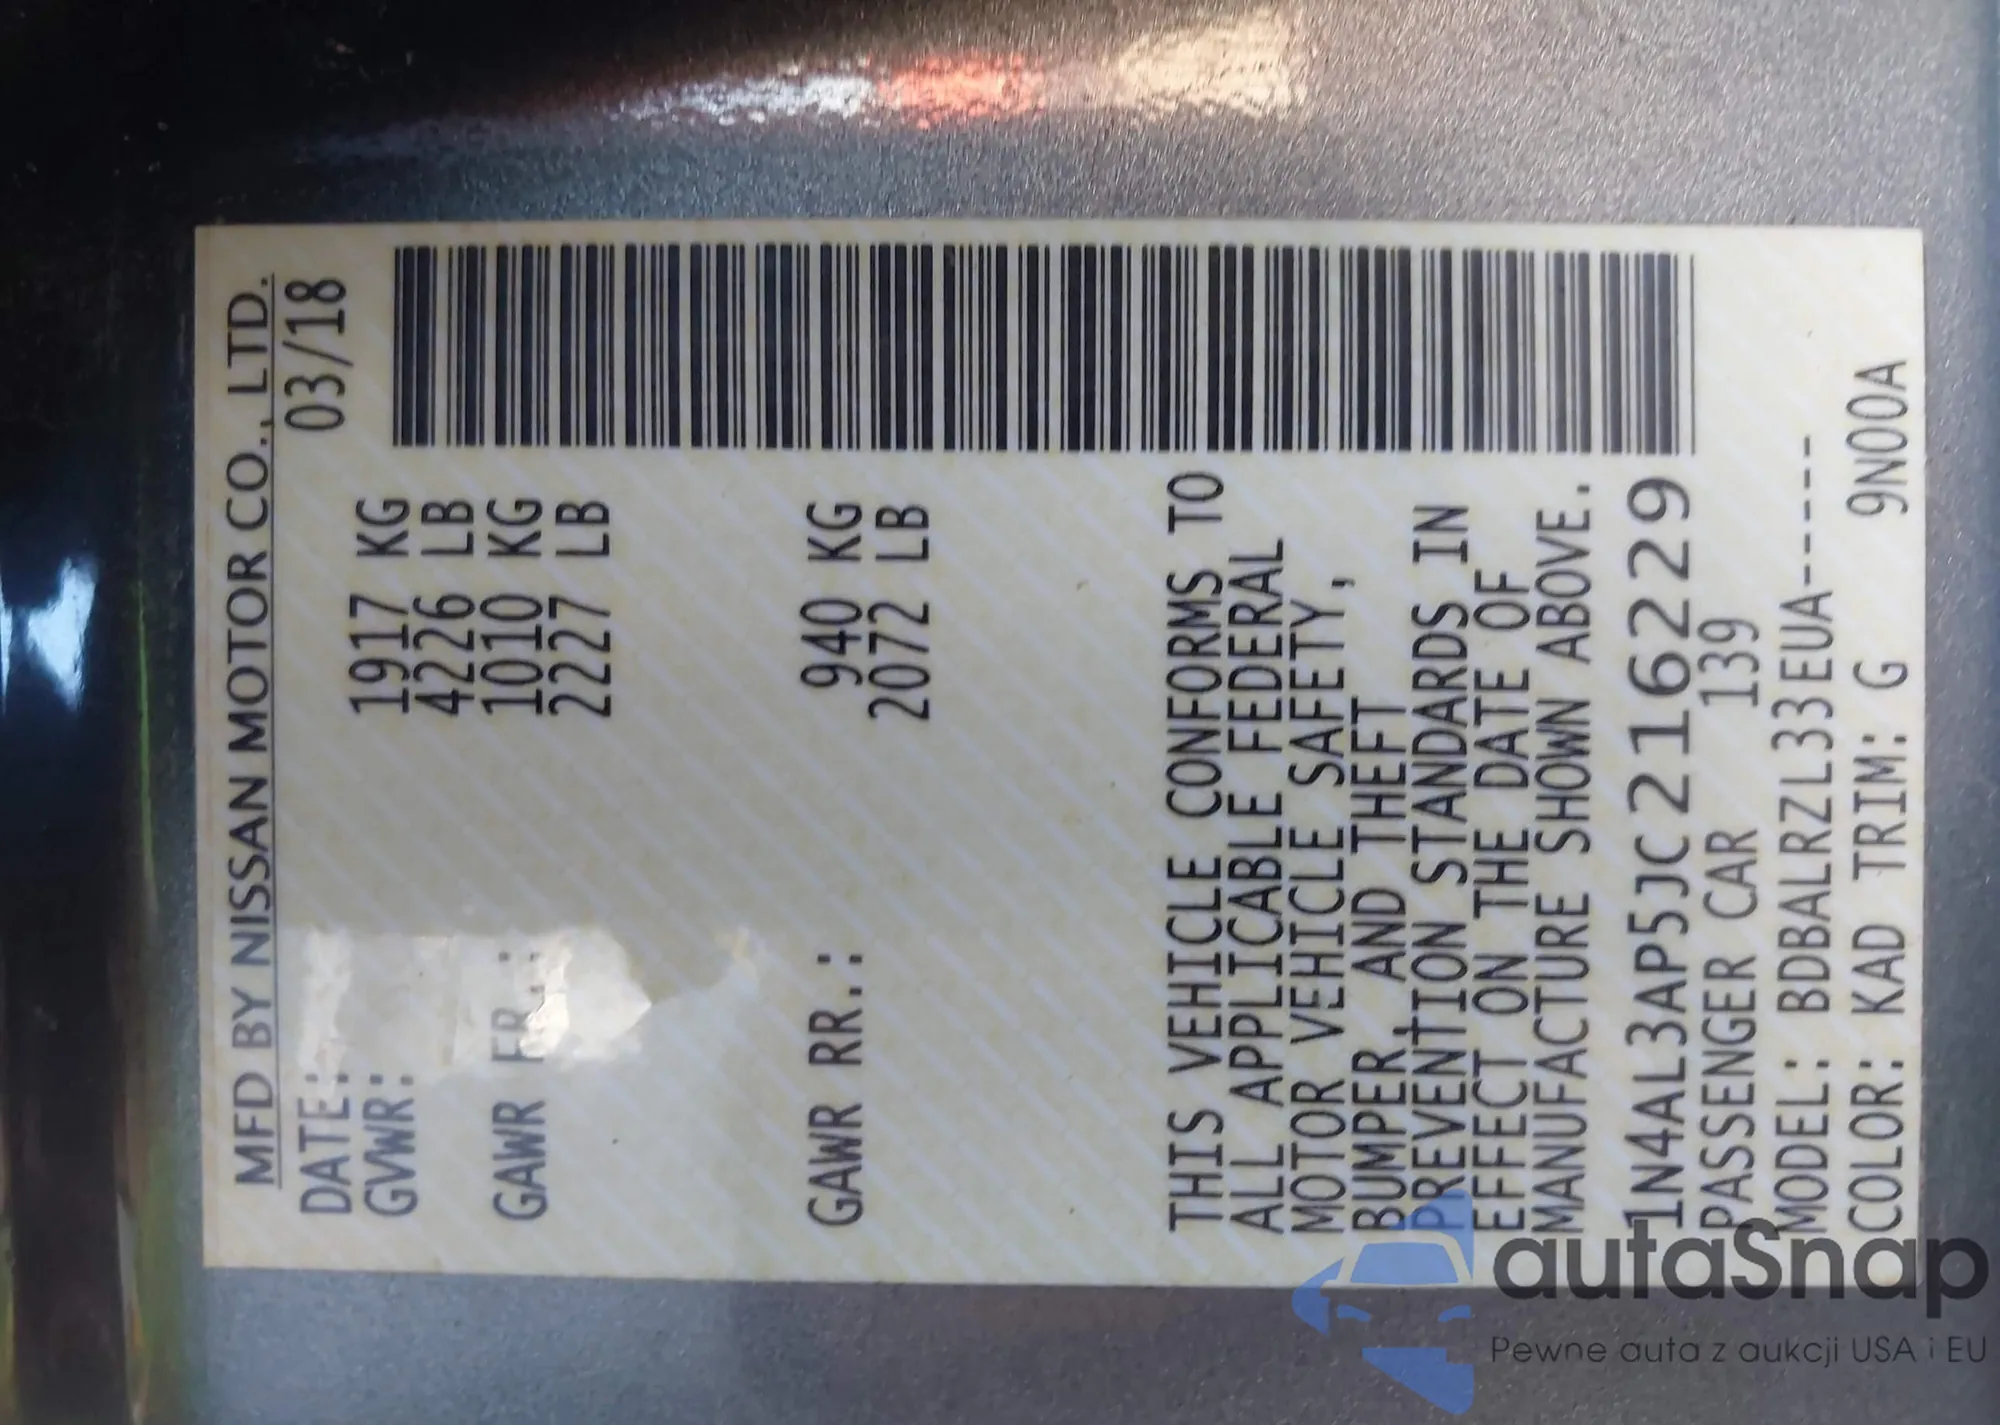 MFD BY NISSAN MOTOR CO., LTD.
DATE: 03/18
GVWR: 1917 KG
4226 LB
GAWR FR.: 1010 KG
2227 LB
GAWR RR.: 940 KG
2072 LB
THIS VEHICLE CONFORMS TO
ALL APPLICABLE FEDERAL
MOTOR VEHICLE SAFETY,
BUMPER, AND THEFT
PREVENTION STANDARDS IN
EFFECT ON THE DATE OF
MANUFACTURE SHOWN ABOVE.
1N4AL3AP5JC216229
PASSENGER CAR 139
MODEL: BDBALRZL33EUA-----
COLOR: KAD TRIM: G 9N00A
autaSnap
Pewne auta z aukcji USA i EU